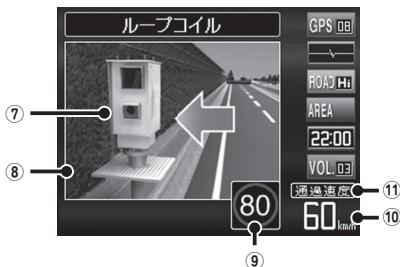 ループコイル
GPS 08
ROAD Hi
AREA
22:00
VOL. 03
通過速度
60 km/h
80
⑦
⑧
⑨
⑩
⑪